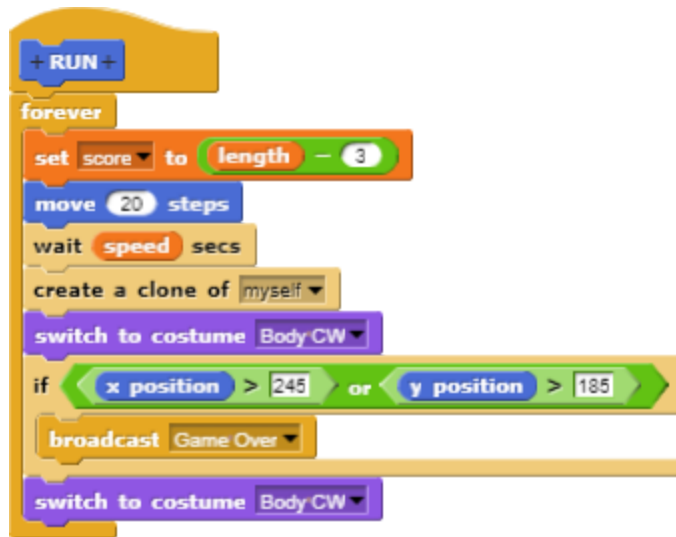 +RUN+
forever
set score to length - 3
move 20 steps
wait speed secs
create a clone of myself
switch to costume Body CW
if x position > 245 or y position > 185
broadcast Game Over
switch to costume Body CW